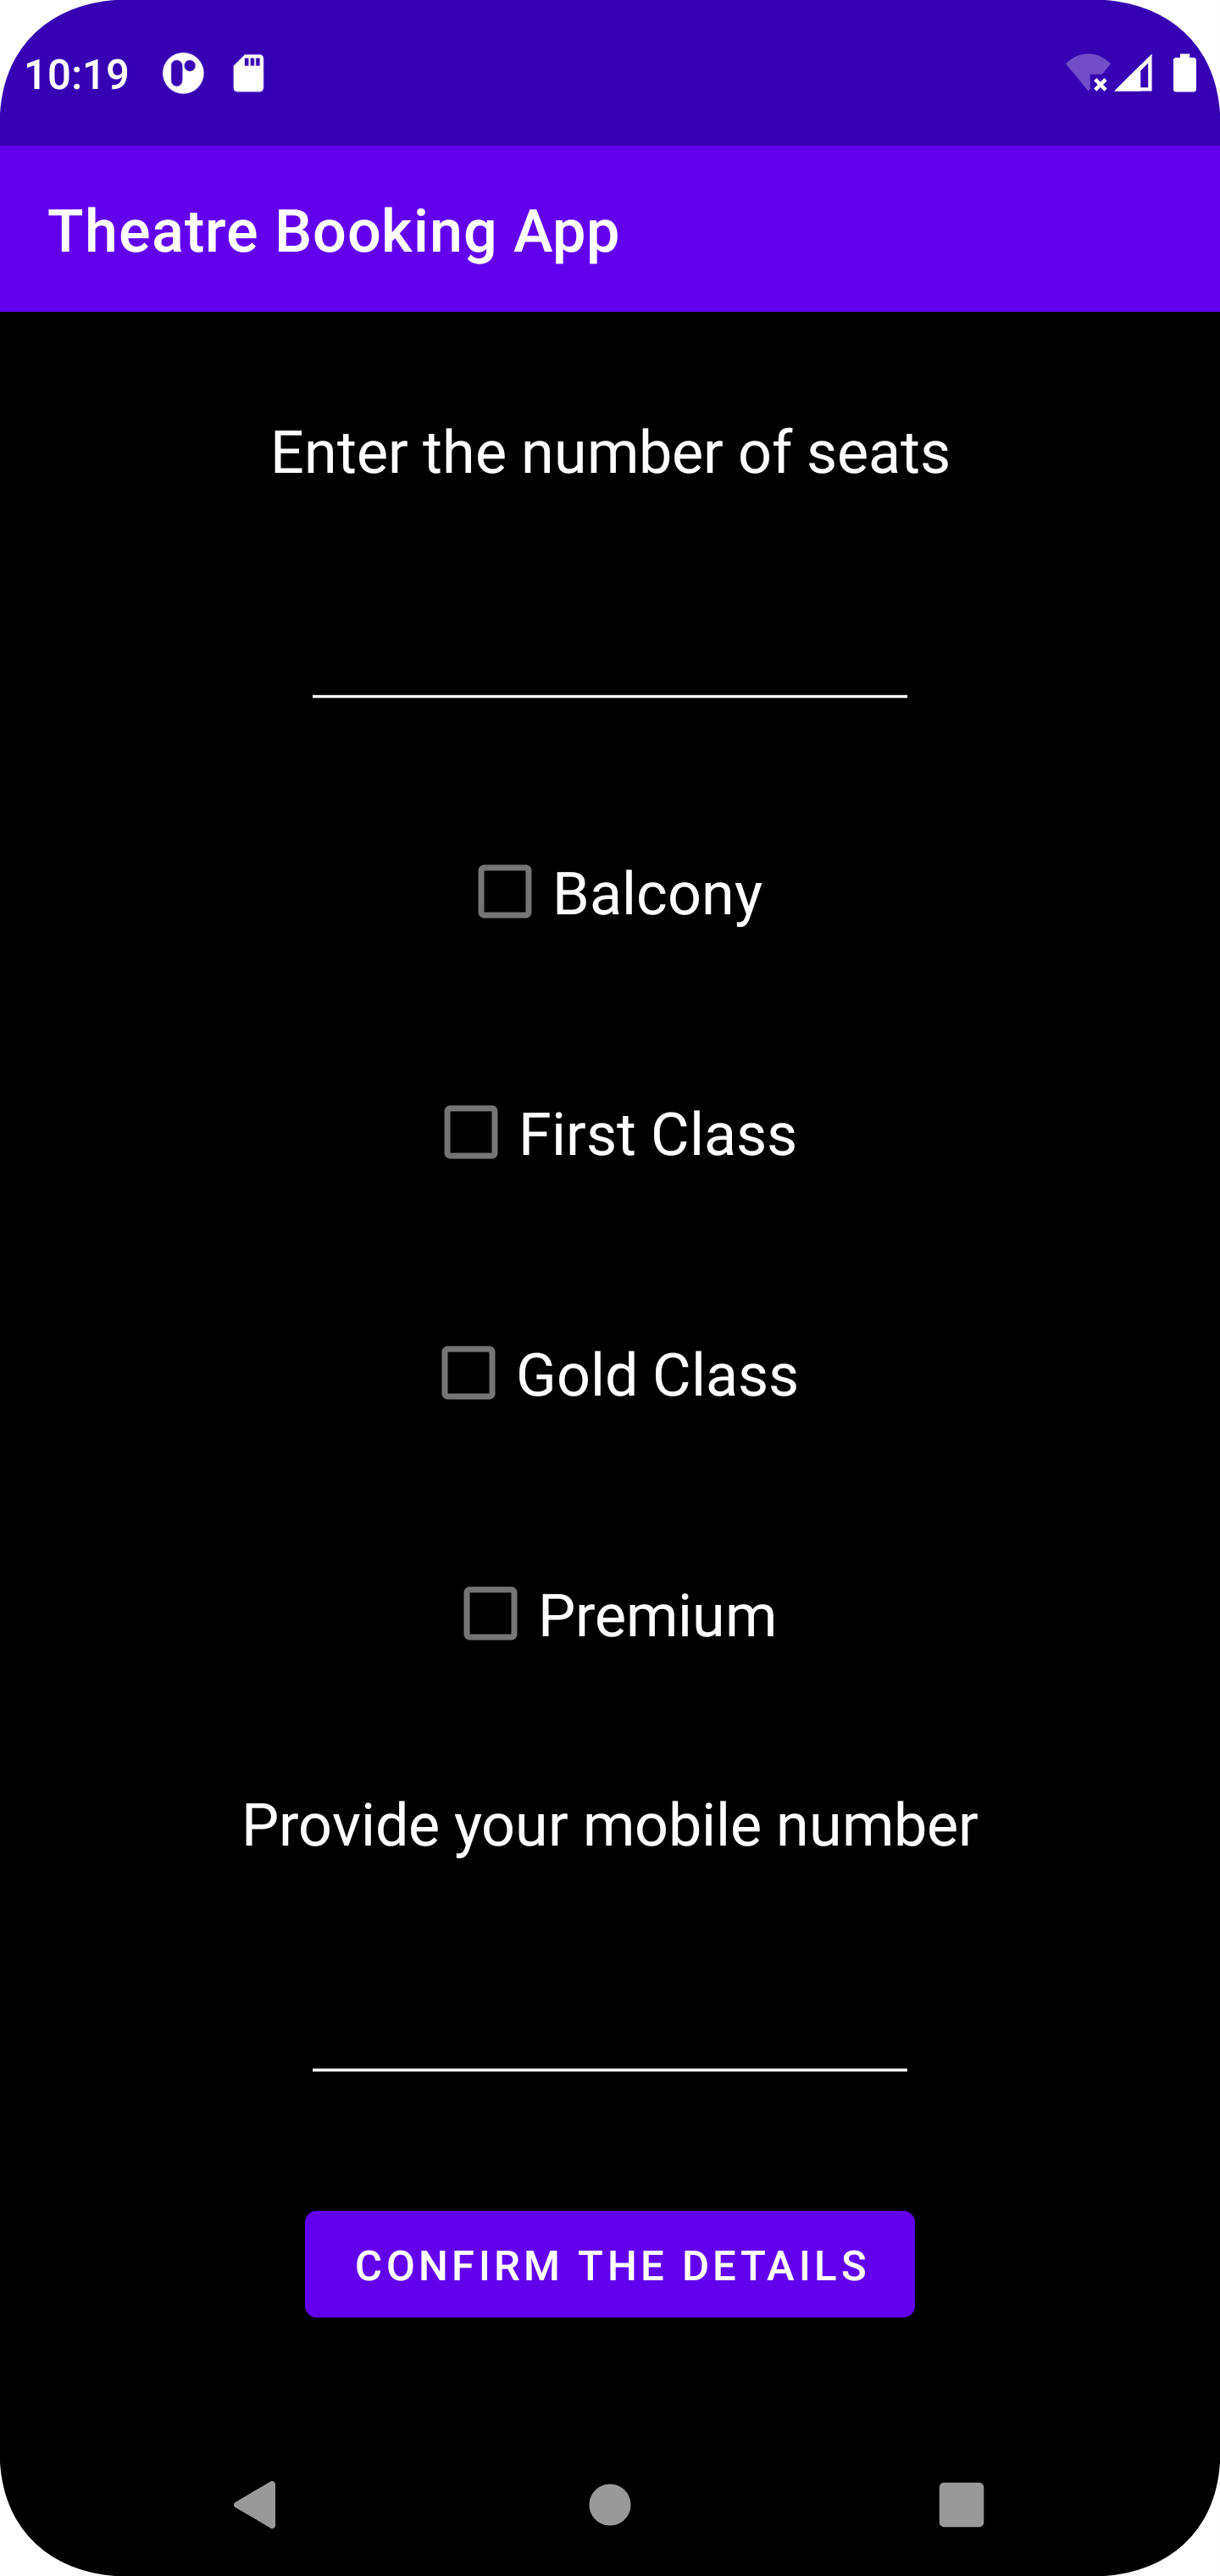 10:19
Theatre Booking App
Enter the number of seats
Balcony
First Class
Gold Class
Premium
Provide your mobile number
CONFIRM THE DETAILS